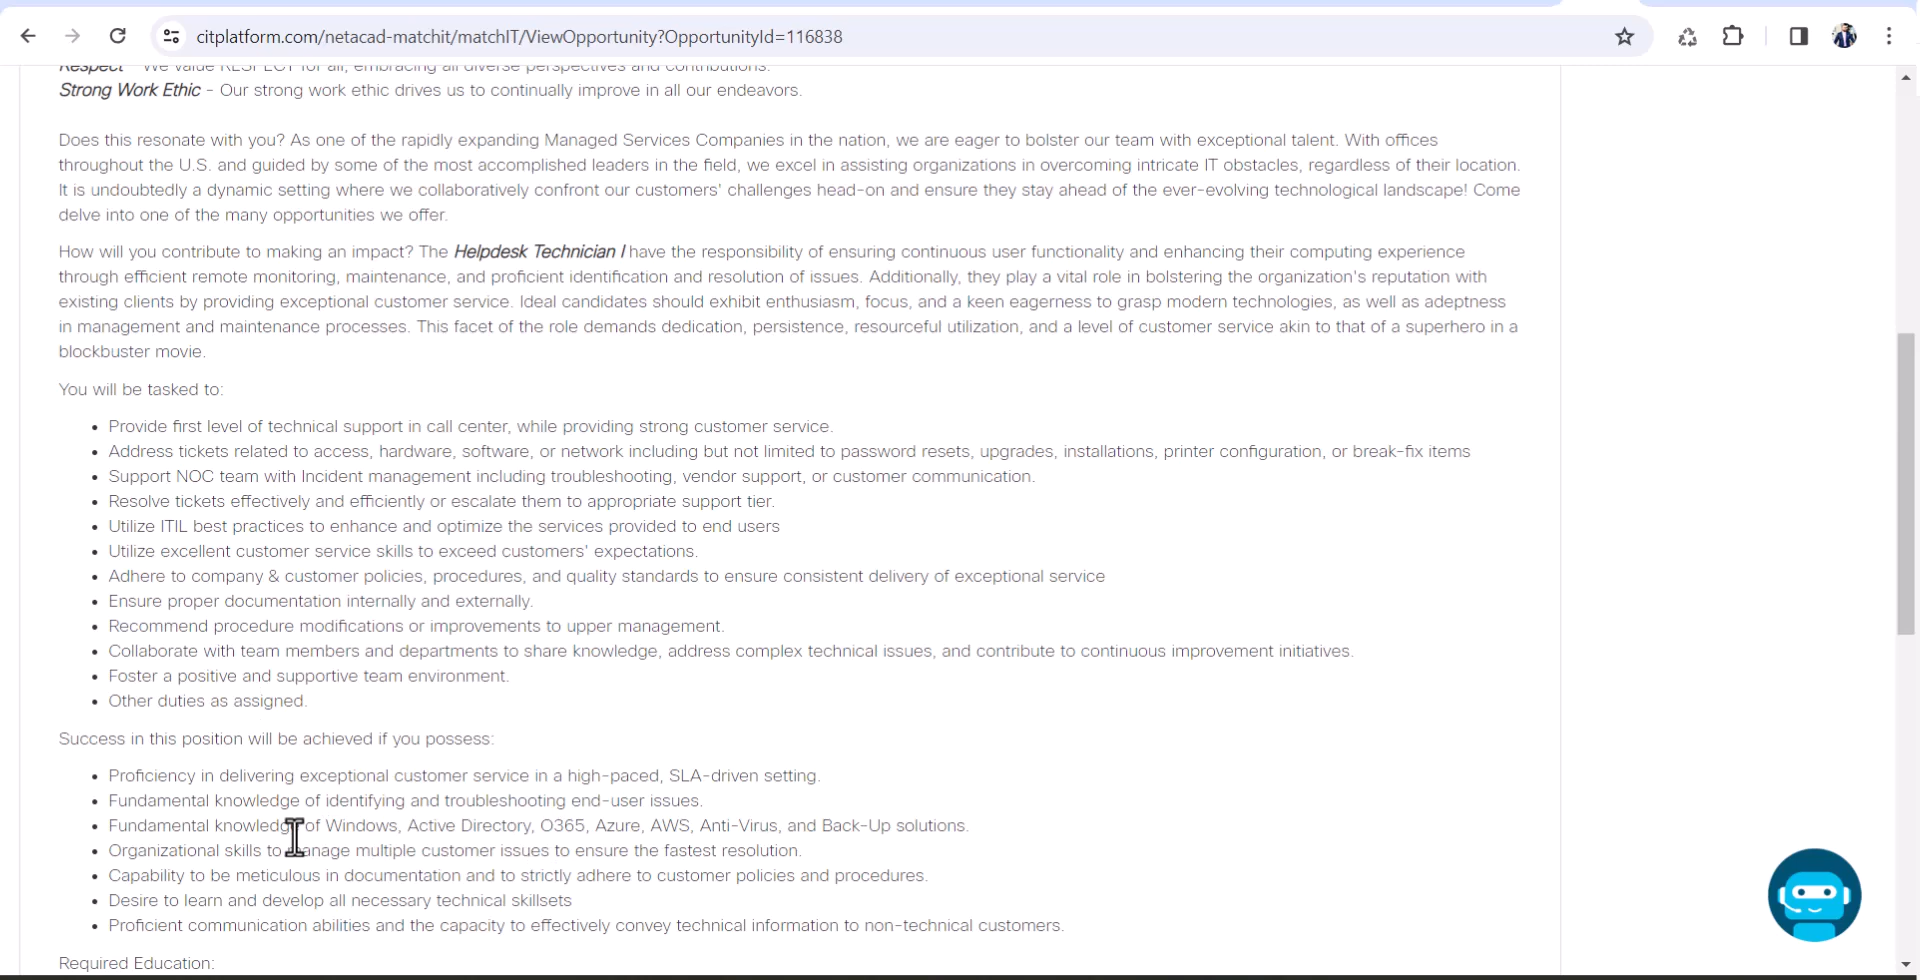 citplatform.com/netacad-matchit/matchIT/ViewOpportunity?OpportunityId=116838
Respect - We value RESPECT for all, embracing all diverse perspectives and contributions.
Strong Work Ethic - Our strong work ethic drives us to continually improve in all our endeavors.
Does this resonate with you? As one of the rapidly expanding Managed Services Companies in the nation, we are eager to bolster our team with exceptional talent. With offices
throughout the U.S. and guided by some of the most accomplished leaders in the field, we excel in assisting organizations in overcoming intricate IT obstacles, regardless of their location.
It is undoubtedly a dynamic setting where we collaboratively confront our customers' challenges head-on and ensure they stay ahead of the ever-evolving technological landscape! Come
delve into one of the many opportunities we offer.
How will you contribute to making an impact? The Helpdesk Technician I have the responsibility of ensuring continuous user functionality and enhancing their computing experience
through efficient remote monitoring, maintenance, and proficient identification and resolution of issues. Additionally, they play a vital role in bolstering the organization's reputation with
existing clients by providing exceptional customer service. Ideal candidates should exhibit enthusiasm, focus, and a keen eagerness to grasp modern technologies, as well as adeptness
in management and maintenance processes. This facet of the role demands dedication, persistence, resourceful utilization, and a level of customer service akin to that of a superhero in a
blockbuster movie.
You will be tasked to:
• Provide first level of technical support in call center, while providing strong customer service.
• Address tickets related to access, hardware, software, or network including but not limited to password resets, upgrades, installations, printer configuration, or break-fix items
• Support NOC team with Incident management including troubleshooting, vendor support, or customer communication.
• Resolve tickets effectively and efficiently or escalate them to appropriate support tier.
• Utilize ITIL best practices to enhance and optimize the services provided to end users
• Utilize excellent customer service skills to exceed customers' expectations.
• Adhere to company & customer policies, procedures, and quality standards to ensure consistent delivery of exceptional service
• Ensure proper documentation internally and externally.
• Recommend procedure modifications or improvements to upper management.
• Collaborate with team members and departments to share knowledge, address complex technical issues, and contribute to continuous improvement initiatives.
• Foster a positive and supportive team environment.
• Other duties as assigned.
Success in this position will be achieved if you possess:
• Proficiency in delivering exceptional customer service in a high-paced, SLA-driven setting.
• Fundamental knowledge of identifying and troubleshooting end-user issues.
• Fundamental knowledge of Windows, Active Directory, O365, Azure, AWS, Anti-Virus, and Back-Up solutions.
• Organizational skills to manage multiple customer issues to ensure the fastest resolution.
• Capability to be meticulous in documentation and to strictly adhere to customer policies and procedures.
• Desire to learn and develop all necessary technical skillsets
• Proficient communication abilities and the capacity to effectively convey technical information to non-technical customers.
Required Education: